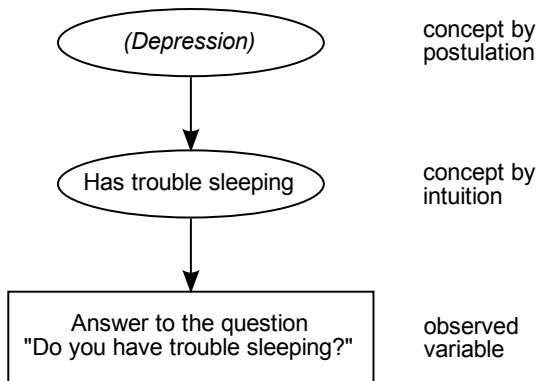 (Depression)
concept by
postulation
Has trouble sleeping
concept by
intuition
Answer to the question
"Do you have trouble sleeping?"
observed
variable